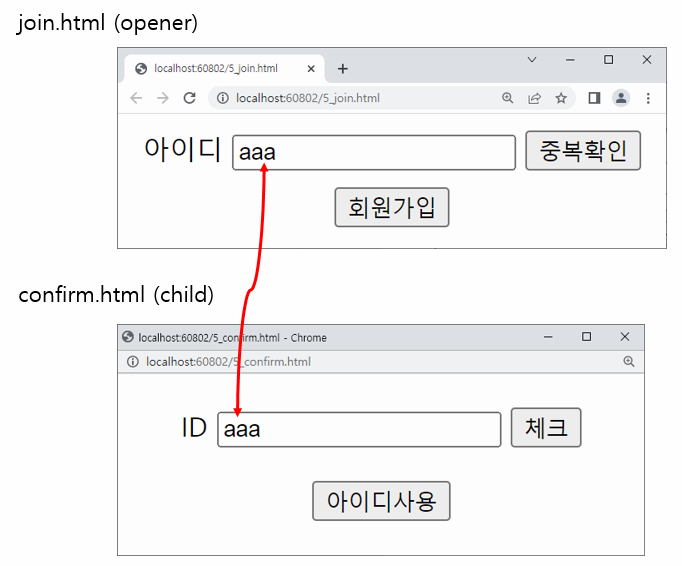 join.html (opener)
localhost:60802/5_join.html
localhost:60802/5_join.html
아이디 aaa 중복확인
회원가입
confirm.html (child)
localhost:60802/5_confirm.html - Chrome
localhost:60802/5_confirm.html
ID aaa 체크
아이디사용